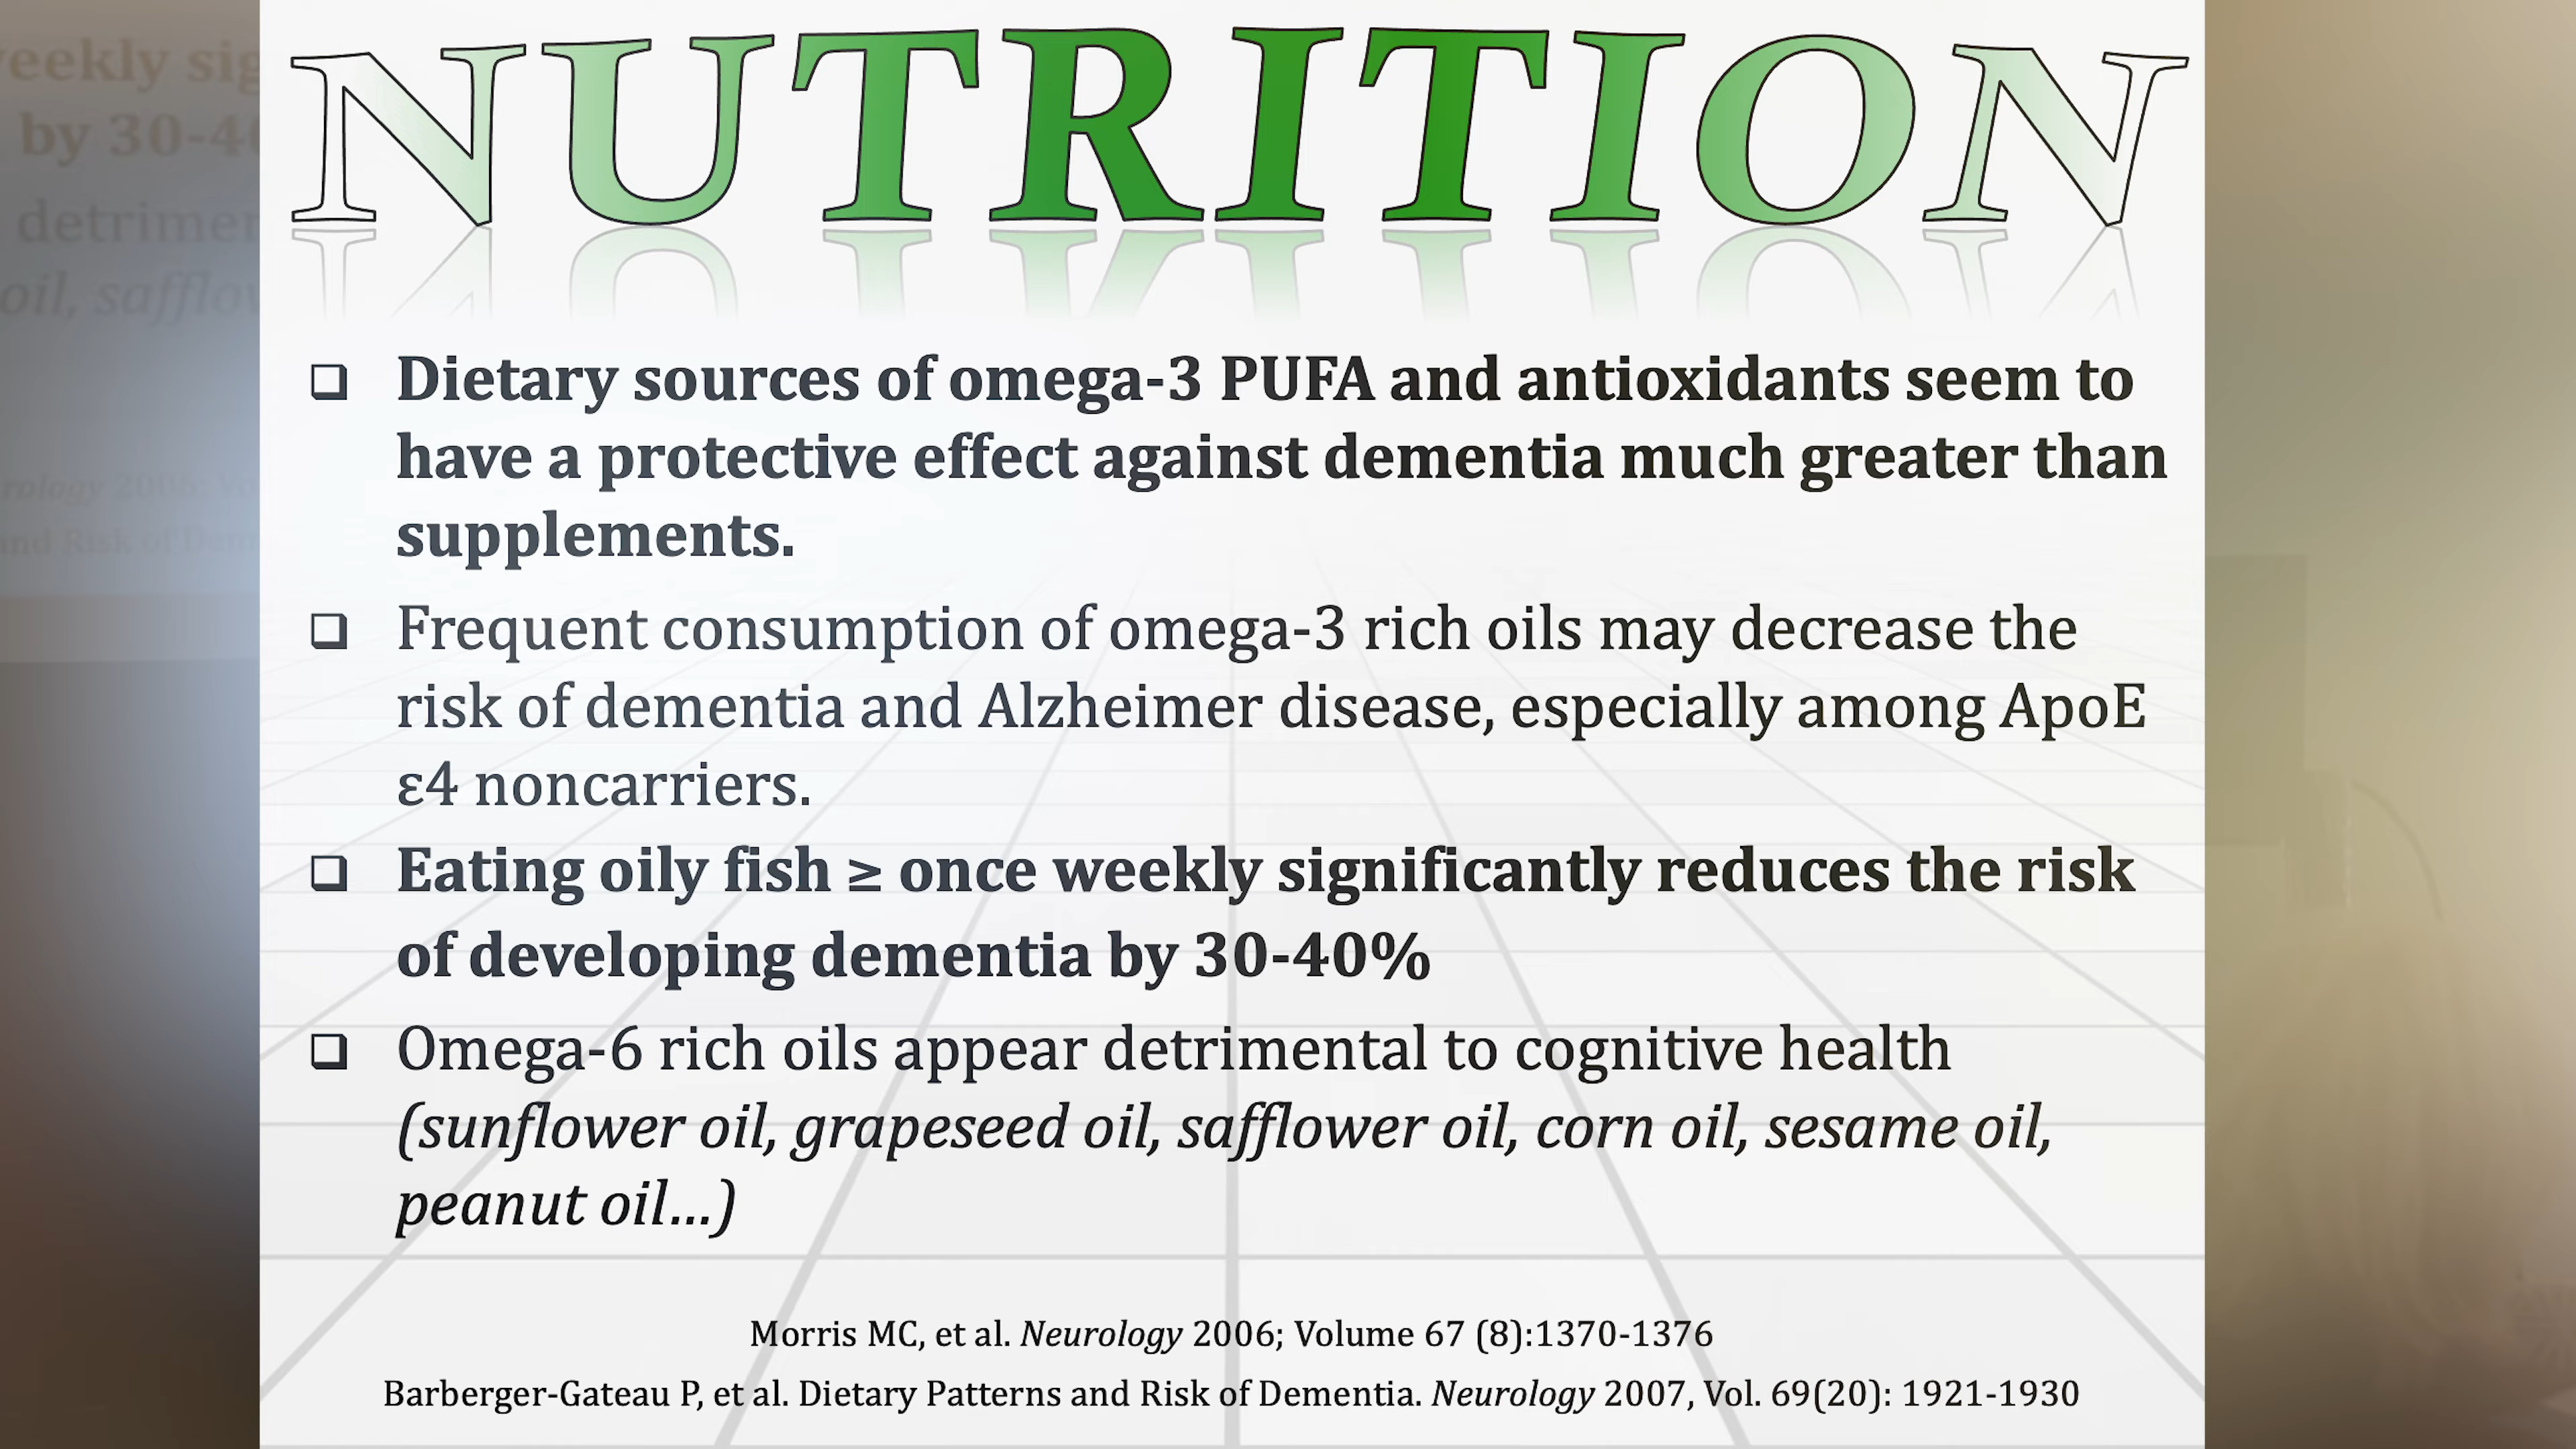 NUTRITION
Dietary sources of omega-3 PUFA and antioxidants seem to
have a protective effect against dementia much greater than
supplements.
Frequent consumption of omega-3 rich oils may decrease the
risk of dementia and Alzheimer disease, especially among ApoE
ε4 noncarriers.
Eating oily fish ≥ once weekly significantly reduces the risk
of developing dementia by 30-40%
Omega-6 rich oils appear detrimental to cognitive health
(sunflower oil, grapeseed oil, safflower oil, corn oil, sesame oil,
peanut oil...)
Morris MC, et al. Neurology 2006; Volume 67 (8):1370-1376
Barberger-Gateau P, et al. Dietary Patterns and Risk of Dementia. Neurology 2007, Vol. 69(20): 1921-1930